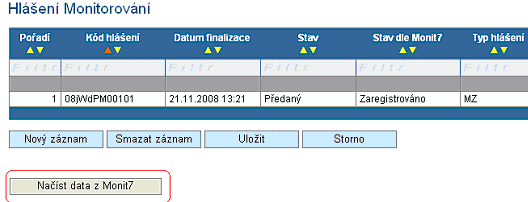 Hlášení Monitorování
Pořadí Kód hlášení Datum finalizace Stav Stav dle Monit7 Typ hlášení
Filtr Filtr Filtr Filtr Filtr Filtr
1 08jWdPM00101 21.11.2008 13:21 Předaný Zaregistrováno MZ
Nový záznam Smazat záznam Uložit Storno
Načíst data z Monit7